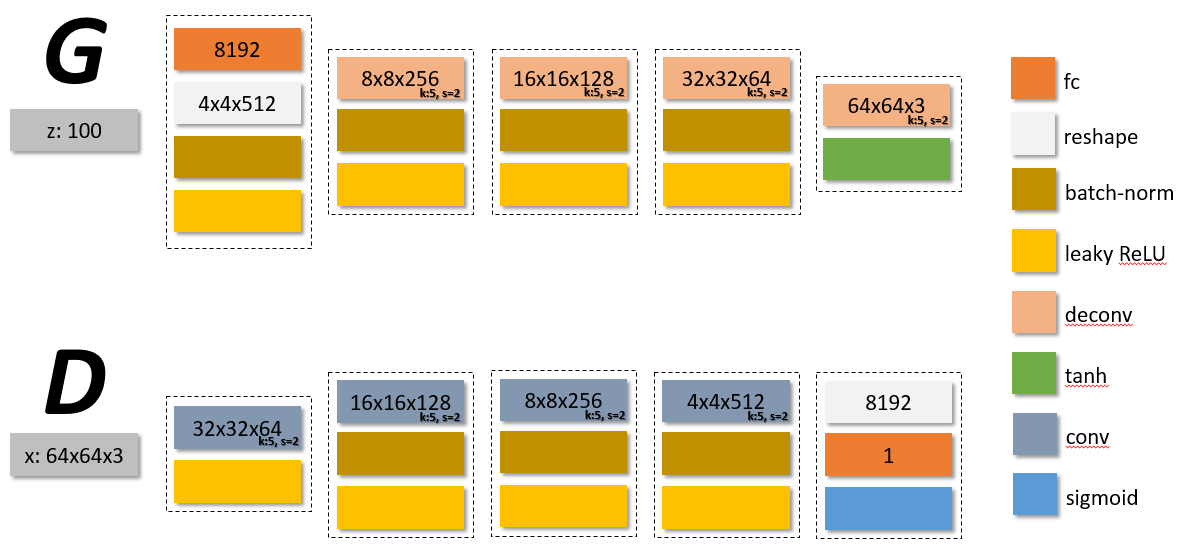 G
z: 100
8192
4x4x512
8x8x256
k:5, s=2
16x16x128
k:5, s=2
32x32x64
k:5, s=2
64x64x3
k:5, s=2
D
x: 64x64x3
32x32x64
k:5, s=2
16x16x128
k:5, s=2
8x8x256
k:5, s=2
4x4x512
k:5, s=2
8192
1
fc
reshape
batch-norm
leaky ReLU
deconv
tanh
conv
sigmoid